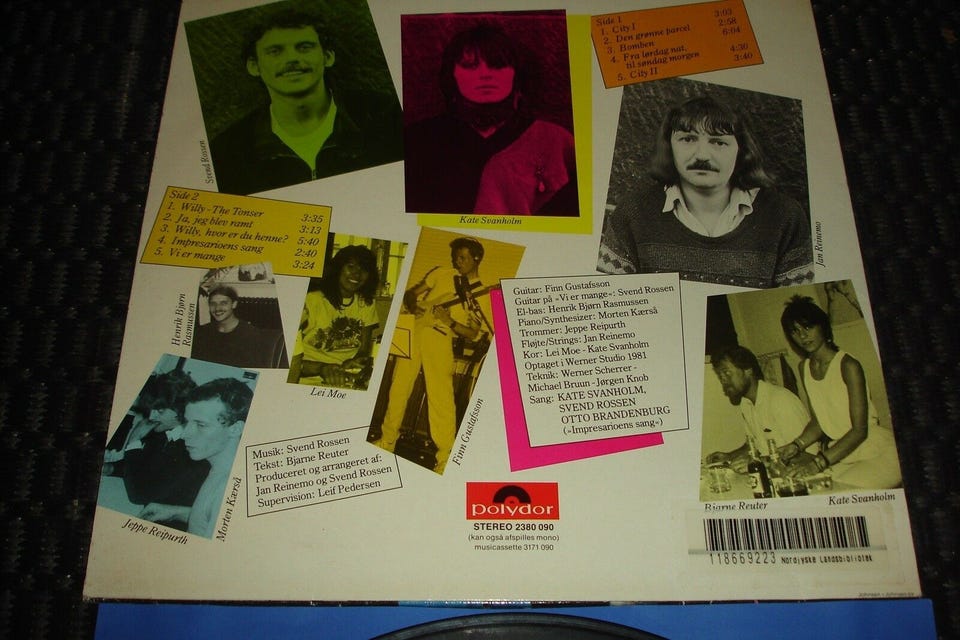 Side 1
1. City I 3:03
2. Den grønne parcel 2:58
3. Bomben 6:04
4. Fra lørdag nat,
til søndag morgen 4:30
5. City II 3:40
Svend Rossen
Kate Svanholm
Jan Reinemo
Side 2
1. Willy - The Tonser 3:35
2. Ja, jeg blev ramt 3:13
3. Willy, hvor er du henne? 5:40
4. Impresarioens sang 2:40
5. Vi er mange 3:24
Henrik Bjørn
Rasmussen
Lei Moe
Finn Gustafsson
Guitar: Finn Gustafsson
Guitar på »Vi er mange«: Svend Rossen
El-bas: Henrik Bjørn Rasmussen
Piano/Synthesizer: Morten Kærså
Trommer: Jeppe Reipurth
Fløjte/Strings: Jan Reinemo
Kor: Lei Moe - Kate Svanholm
Optaget i Werner Studio 1981
Teknik: Werner Scherrer -
Michael Bruun - Jørgen Knob
Sang: KATE SVANHOLM,
SVEND ROSSEN
OTTO BRANDENBURG
(»Impresarioens sang«)
Jeppe Reipurth
Morten Kærså
Musik: Svend Rossen
Tekst: Bjarne Reuter
Produceret og arrangeret af:
Jan Reinemo og Svend Rossen
Supervision: Leif Pedersen
polydor
STEREO 2380 090
(kan også afspilles mono)
musicassette 3171 090
Bjarne Reuter
Kate Svanholm
118669223 Nordjyske Landsbibliotek